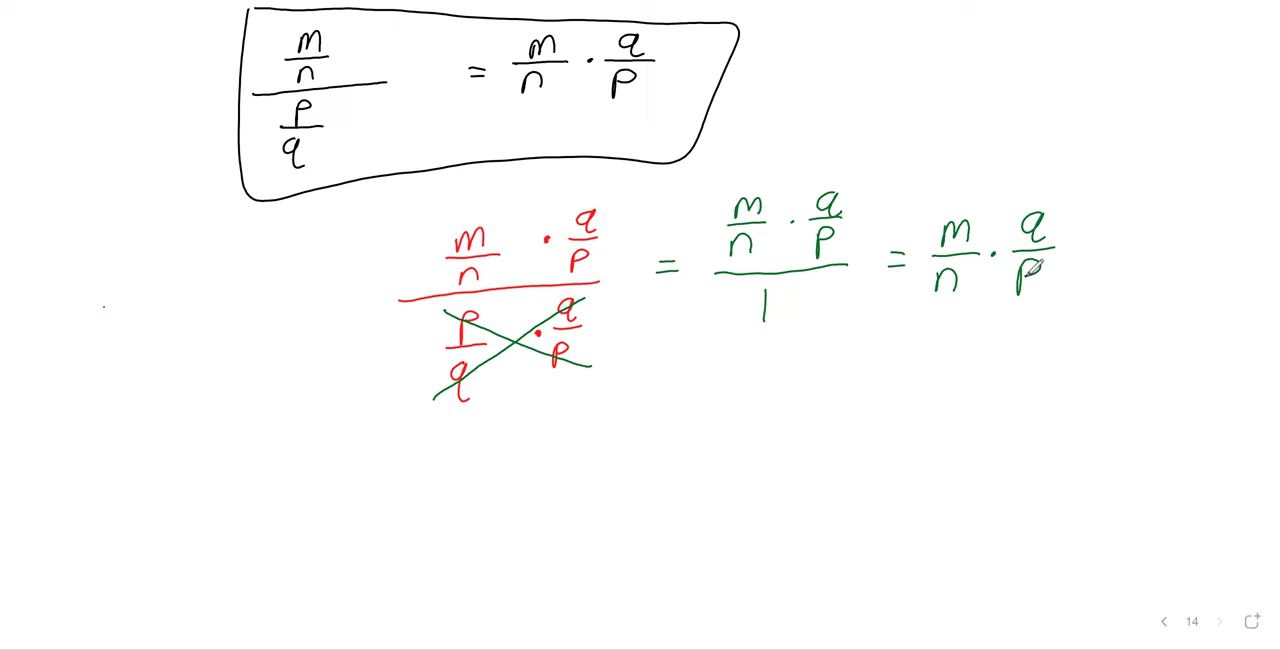 m/n / p/q = m/n · q/p
m/n · q/p / p/q · q/p = m/n · q/p / 1 = m/n · q/p
< 14 >